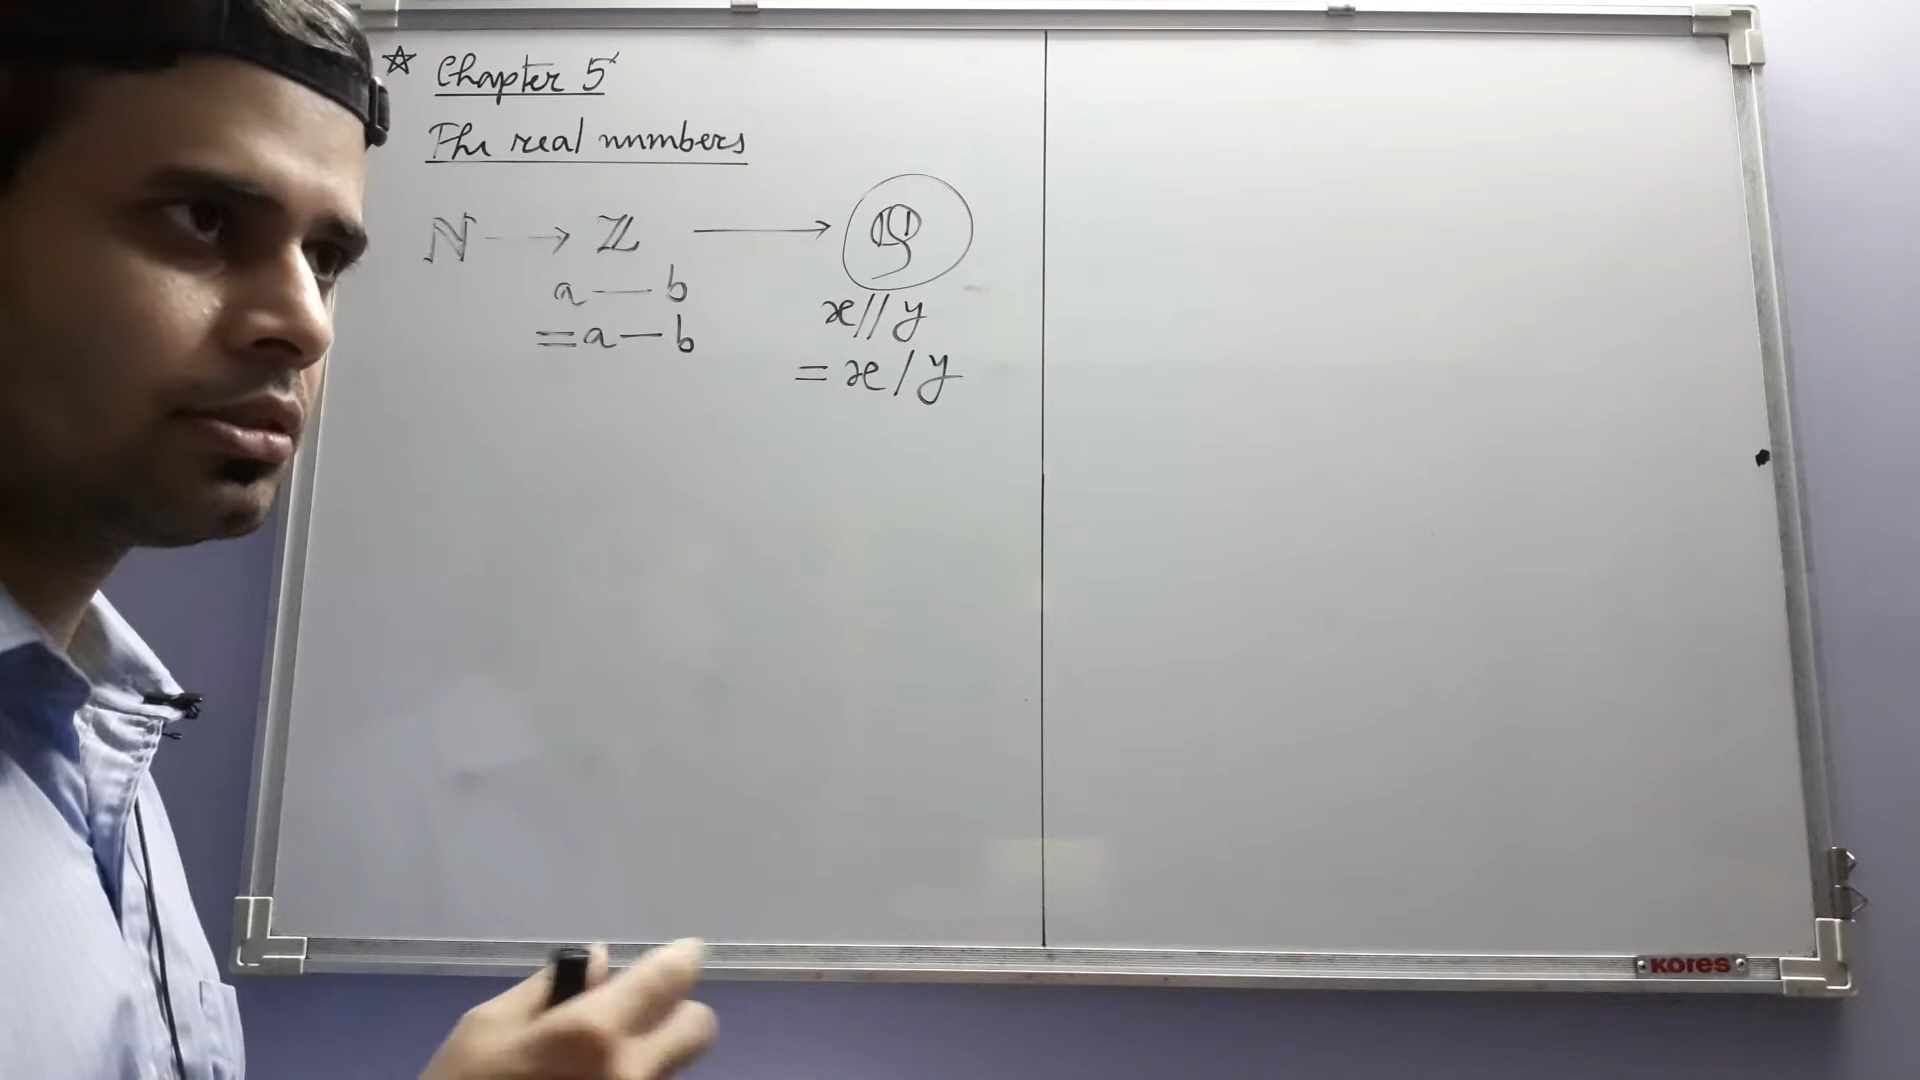 ☆ Chapter 5
The real numbers
ℕ → ℤ → ℚ
a — b
= a — b
x // y
= x / y
KORES